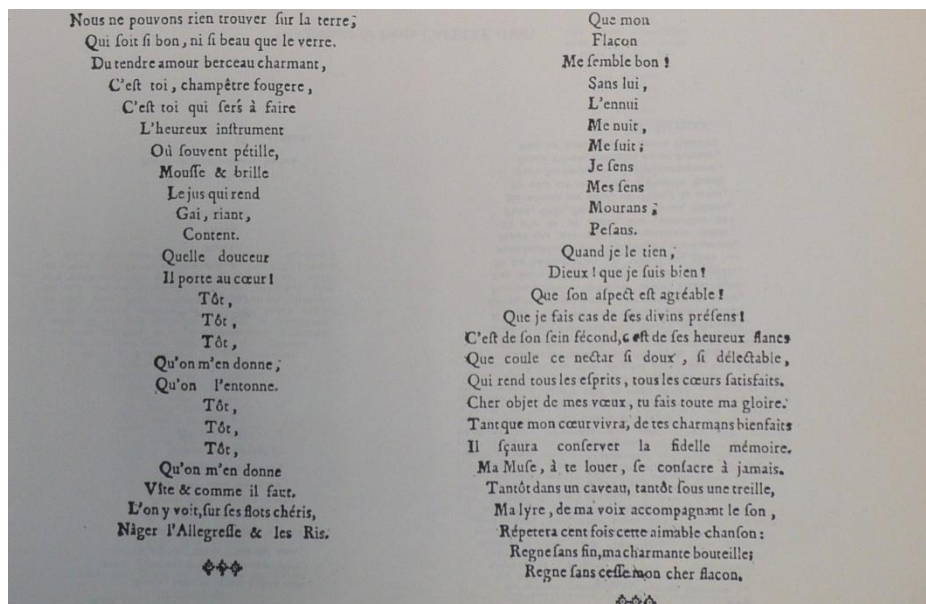 Nous ne pouvons rien trouver ſur la terre;
Qui ſoit ſi bon, ni ſi beau que le verre.
Du tendre amour berceau charmant,
C'eſt toi, champêtre fougere,
C'eſt toi qui ſers à faire
L'heureux inſtrument
Où ſouvent pétille,
Mouſſe & brille
Le jus qui rend
Gai, riant,
Content.
Quelle douceur
Il porte au cœur!
Tôt,
Tôt,
Tôt,
Qu'on m'en donne;
Qu'on l'entonne.
Tôt,
Tôt,
Tôt,
Qu'on m'en donne
Vîte & comme il faut.
L'on y voit, ſur ſes flots chéris,
Nâger l'Allegreſſe & les Ris.
Que mon
Flacon
Me ſemble bon!
Sans lui,
L'ennui
Me nuit,
Me ſuit;
Je ſens
Mes ſens
Mourans;
Peſans.
Quand je le tien;
Dieux! que je ſuis bien!
Que ſon aſpect eſt agréable!
Que je fais cas de ſes divins préſens!
C'eſt de ſon ſein fécond, c'eſt de ſes heureux flancs
Que coule ce nectar ſi doux, ſi délectable,
Qui rend tous les eſprits, tous les cœurs ſatisfaits.
Cher objet de mes vœux, tu fais toute ma gloire.
Tant que mon cœur vivra, de tes charmans bienfaits
Il ſçaura conſerver la fidelle mémoire.
Ma Muſe, à te louer, ſe conſacre à jamais.
Tantôt dans un caveau, tantôt ſous une treille,
Ma lyre, de ma voix accompagnant le ſon,
Répetera cent fois cette aimable chanſon:
Regne ſans fin, ma charmante bouteille;
Regne ſans ceſſe mon cher flacon.